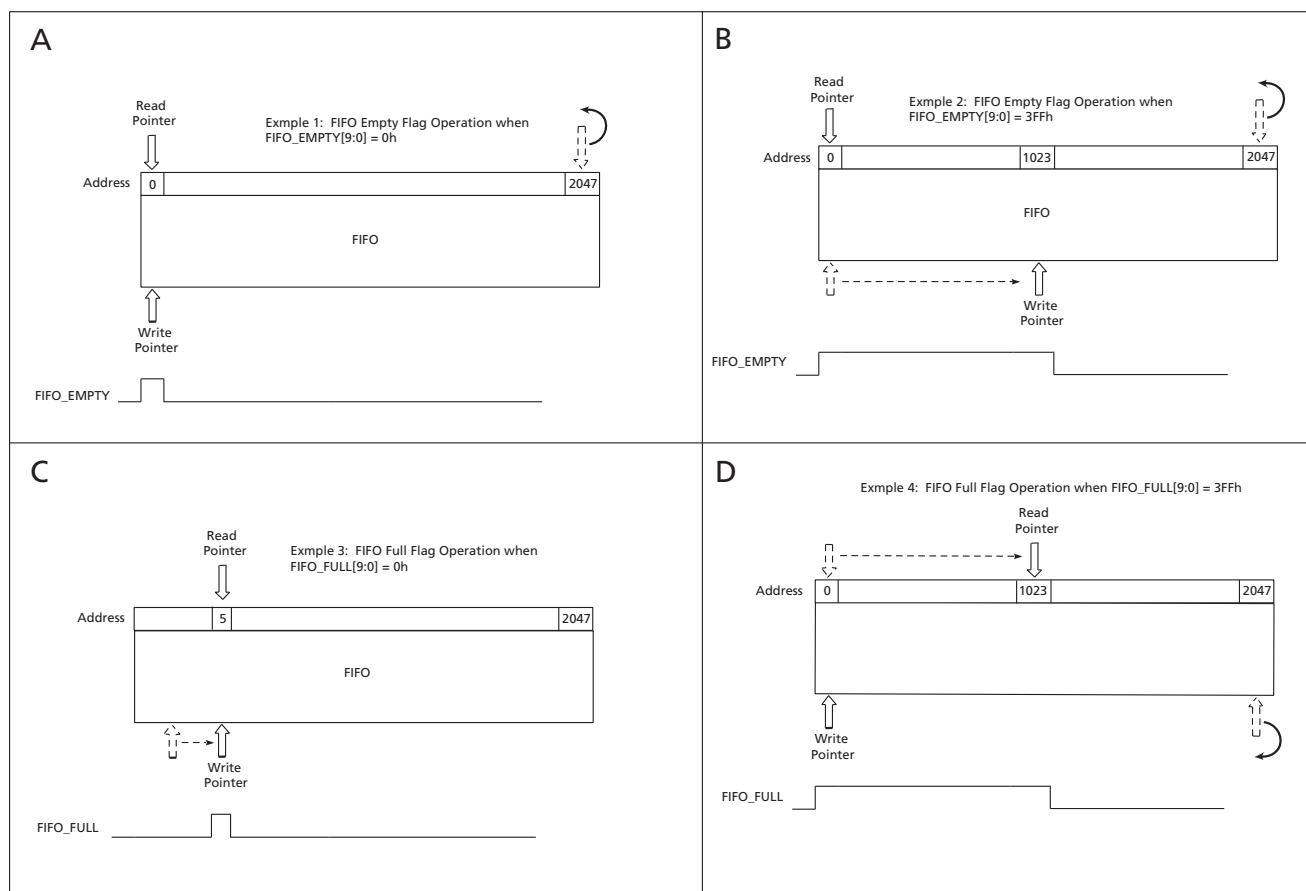 A
Read
Pointer
Exmple 1: FIFO Empty Flag Operation when
FIFO_EMPTY[9:0] = 0h
Address
0
2047
FIFO
Write
Pointer
FIFO_EMPTY
B
Read
Pointer
Exmple 2: FIFO Empty Flag Operation when
FIFO_EMPTY[9:0] = 3FFh
Address
0
1023
2047
FIFO
Write
Pointer
FIFO_EMPTY
C
Read
Pointer
Exmple 3: FIFO Full Flag Operation when
FIFO_FULL[9:0] = 0h
Address
5
2047
FIFO
Write
Pointer
FIFO_FULL
D
Exmple 4: FIFO Full Flag Operation when FIFO_FULL[9:0] = 3FFh
Read
Pointer
Address
0
1023
2047
Write
Pointer
FIFO_FULL